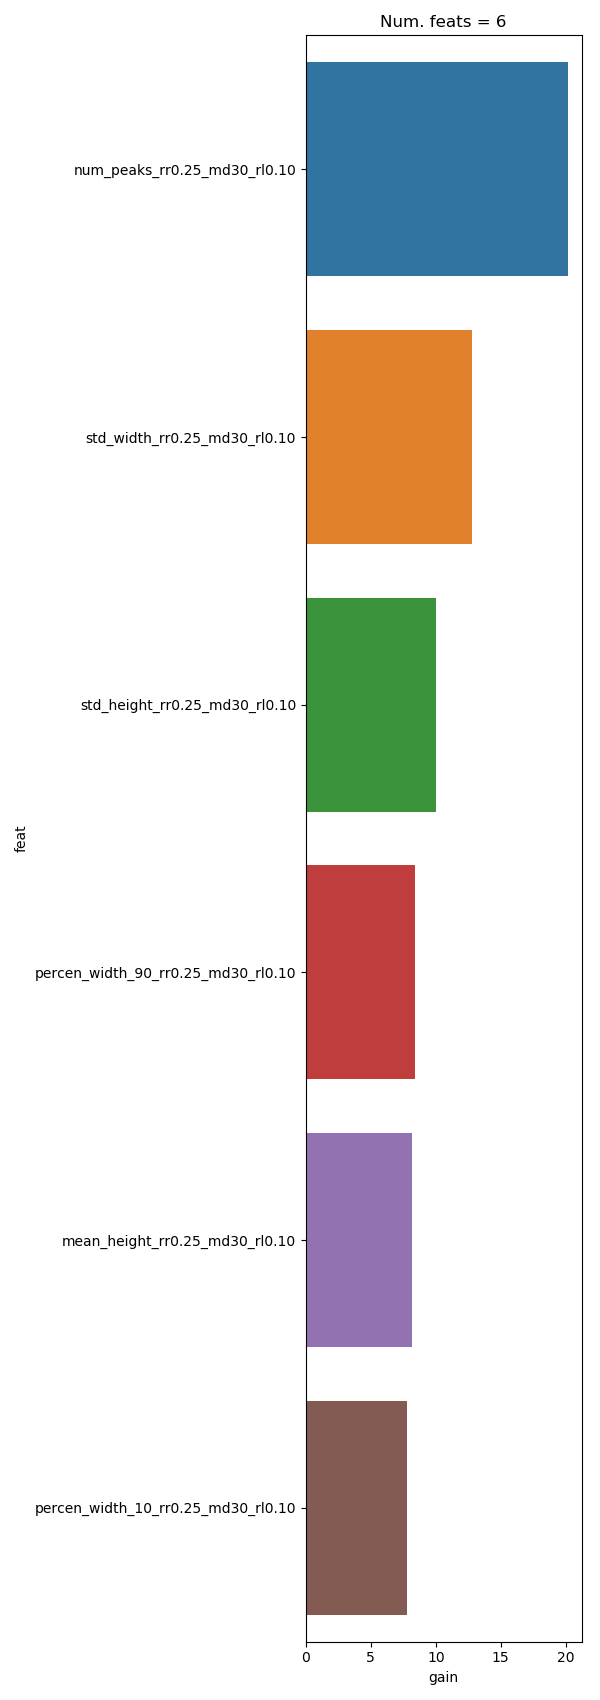 Num. feats = 6
num_peaks_rr0.25_md30_rl0.10
std_width_rr0.25_md30_rl0.10
std_height_rr0.25_md30_rl0.10
feat
percen_width_90_rr0.25_md30_rl0.10
mean_height_rr0.25_md30_rl0.10
percen_width_10_rr0.25_md30_rl0.10
0 5 10 15 20
gain